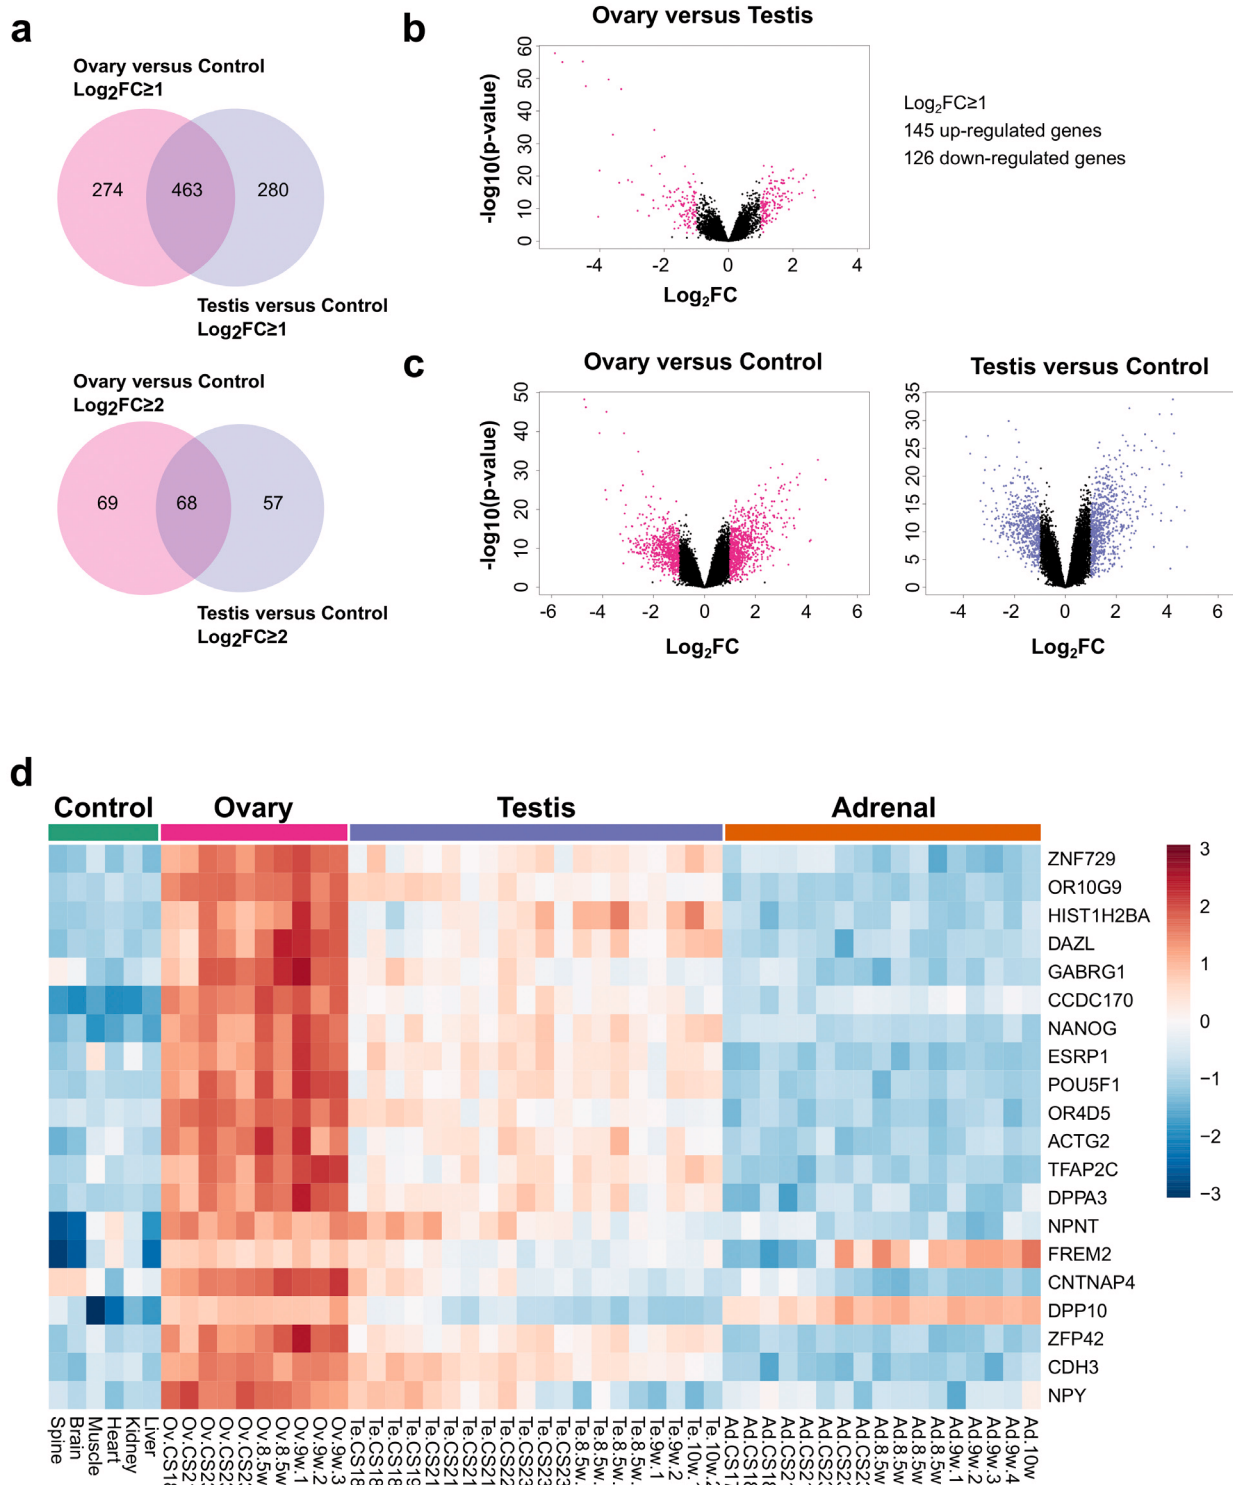 a
Ovary versus Control
Log2FC≥1
274
463
280
Testis versus Control
Log2FC≥1
Ovary versus Control
Log2FC≥2
69
68
57
Testis versus Control
Log2FC≥2
b
Ovary versus Testis
-log10(p-value)
60
50
40
30
20
10
0
-4
-2
0
2
4
Log2FC
Log2FC≥1
145 up-regulated genes
126 down-regulated genes
c
Ovary versus Control
-log10(p-value)
50
40
30
20
10
0
-6
-4
-2
0
2
4
6
Log2FC
Testis versus Control
35
30
25
20
15
10
5
0
-4
-2
0
2
4
6
Log2FC
d
Control
Ovary
Testis
Adrenal
ZNF729
OR10G9
HIST1H2BA
DAZL
GABRG1
CCDC170
NANOG
ESRP1
POU5F1
OR4D5
ACTG2
TFAP2C
DPPA3
NPNT
FREM2
CNTNAP4
DPP10
ZFP42
CDH3
NPY
3
2
1
0
−1
−2
−3
Spine
Brain
Muscle
Heart
Kidney
Liver
Ov.9w.1
Ov.9w.2
Ov.9w.3
Te.9w.1
Te.9w.2
Ad.9w.1
Ad.9w.2
Ad.9w.3
Ad.9w.4
Ad.10w